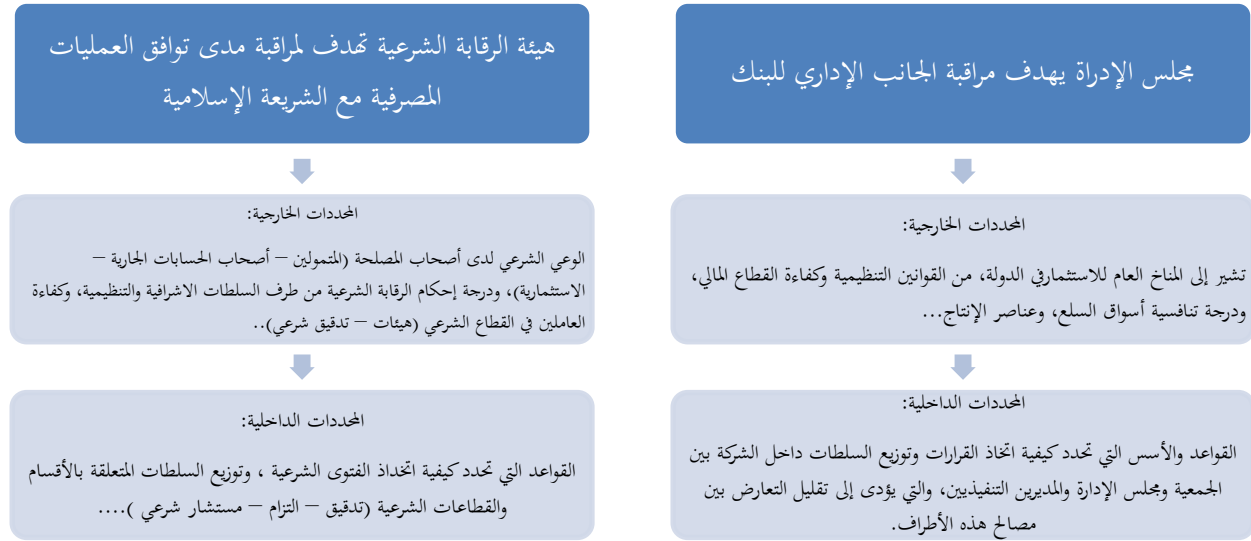 مجلس الإدراة يهدف مراقبة الجانب الإداري للبنك
المحددات الخارجية:
تشير إلى المناخ العام للاستثمارفي الدولة، من القوانين التنظيمية وكفاءة القطاع المالي،
ودرجة تنافسية أسواق السلع، وعناصر الإنتاج...
المحددات الداخلية:
القواعد والأسس التي تحدد كيفية اتخاذ القرارات وتوزيع السلطات داخل الشركة بين
الجمعية ومجلس الإدارة والمديرين التنفيذيين، والتي يؤدى إلى تقليل التعارض بين
مصالح هذه الأطراف.
هيئة الرقابة الشرعية تهدف لمراقبة مدى توافق العمليات
المصرفية مع الشريعة الإسلامية
المحددات الخارجية:
الوعي الشرعي لدى أصحاب المصلحة (المتمولين – أصحاب الحسابات الجارية –
الاستثمارية)، ودرجة إحكام الرقابة الشرعية من طرف السلطات الاشرافية والتنظيمية، وكفاءة
العاملين في القطاع الشرعي (هيئات – تدقيق شرعي)..
المحددات الداخلية:
القواعد التي تحدد كيفية اتخداذ الفتوى الشرعية ، وتوزيع السلطات المتعلقة بالأقسام
والقطاعات الشرعية (تدقيق – التزام – مستشار شرعي )....